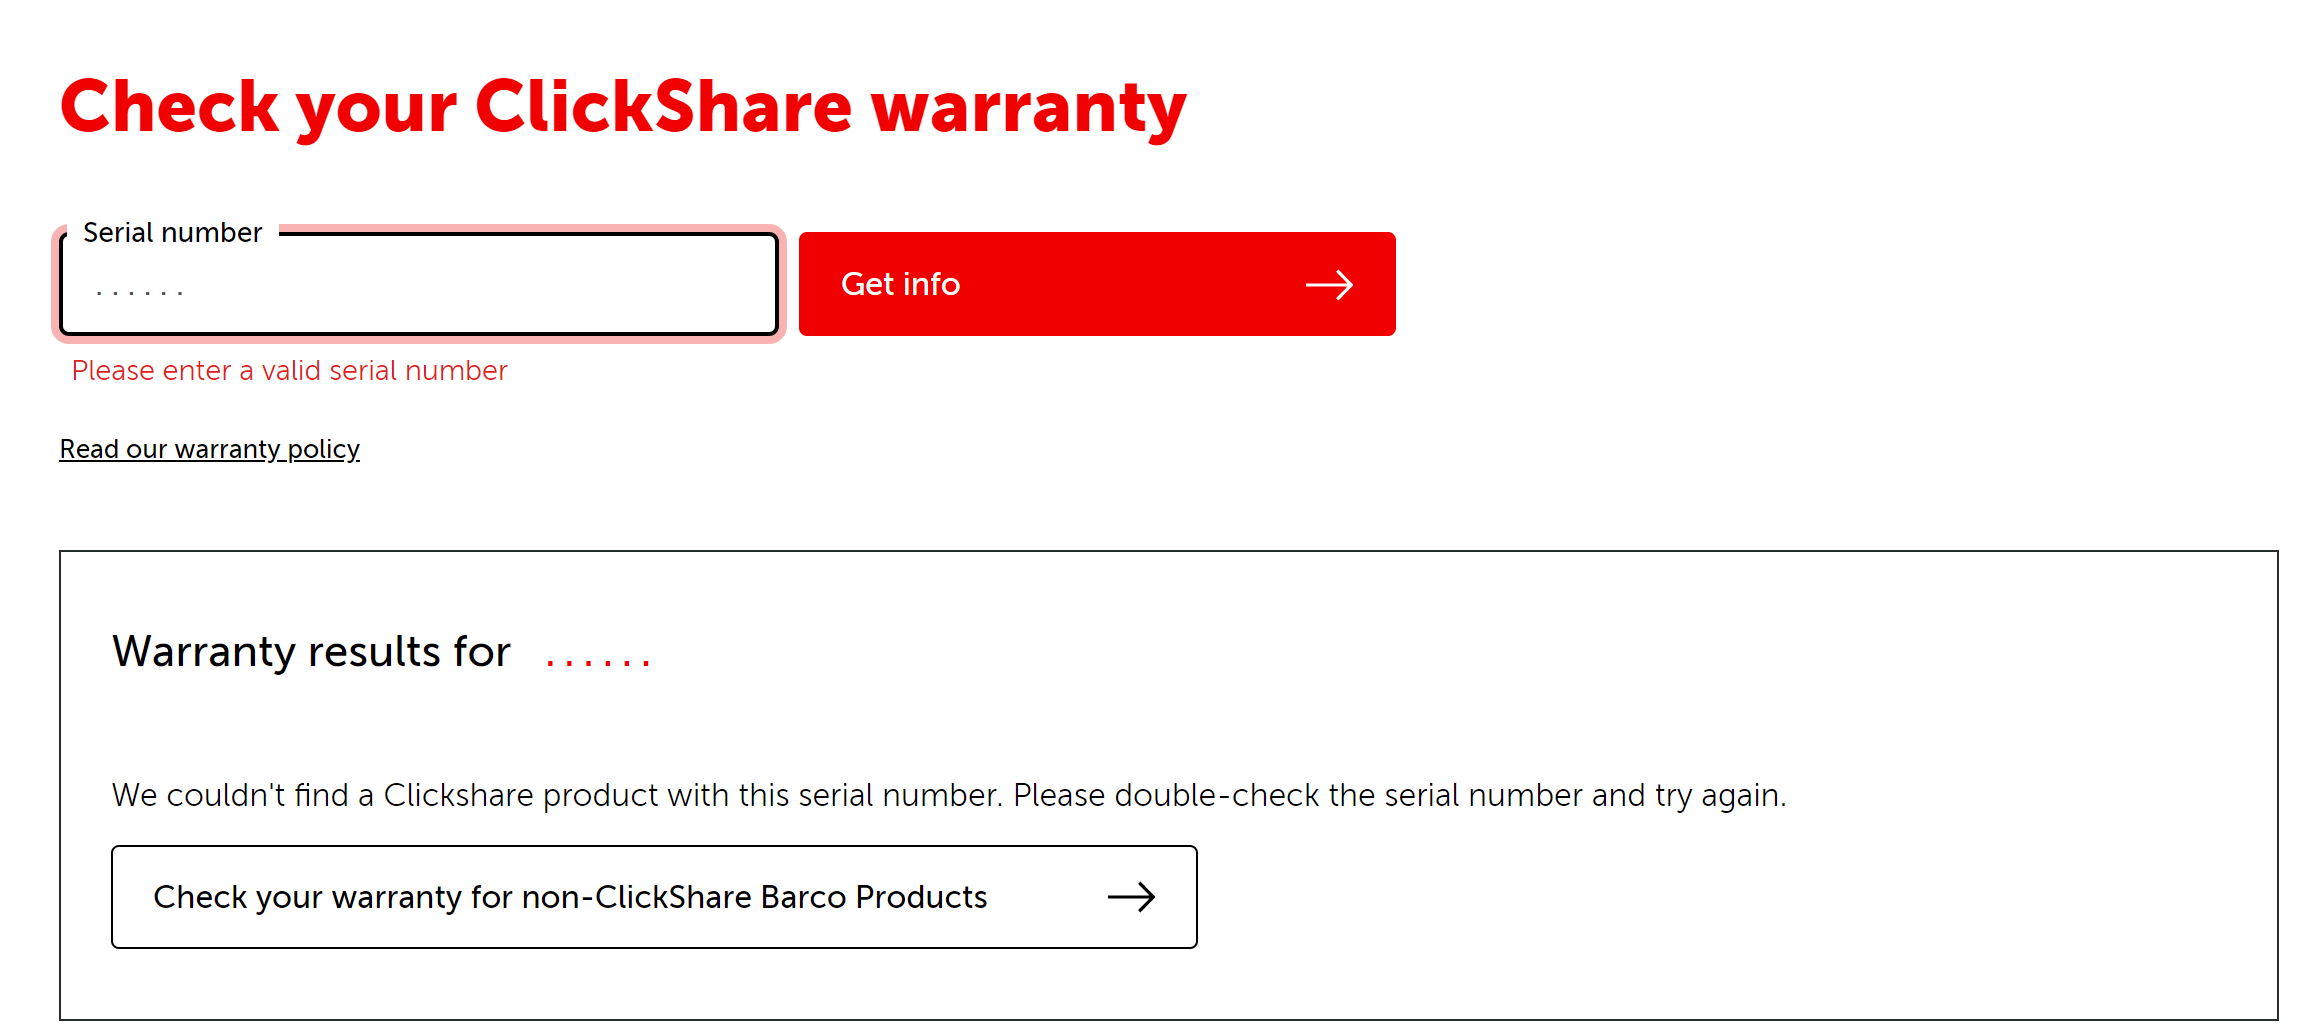 Check your ClickShare warranty
Serial number
. . . . . .
Get info
Please enter a valid serial number
Read our warranty policy
Warranty results for . . . . . .
We couldn't find a Clickshare product with this serial number. Please double-check the serial number and try again.
Check your warranty for non-ClickShare Barco Products